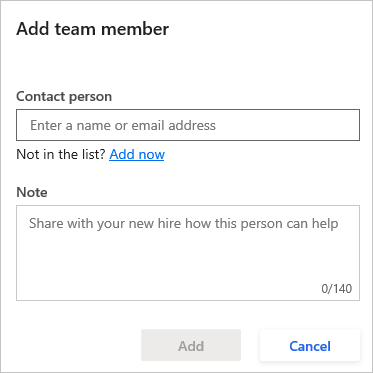 Add team member
Contact person
Enter a name or email address
Not in the list? Add now
Note
Share with your new hire how this person can help
0/140
Add Cancel